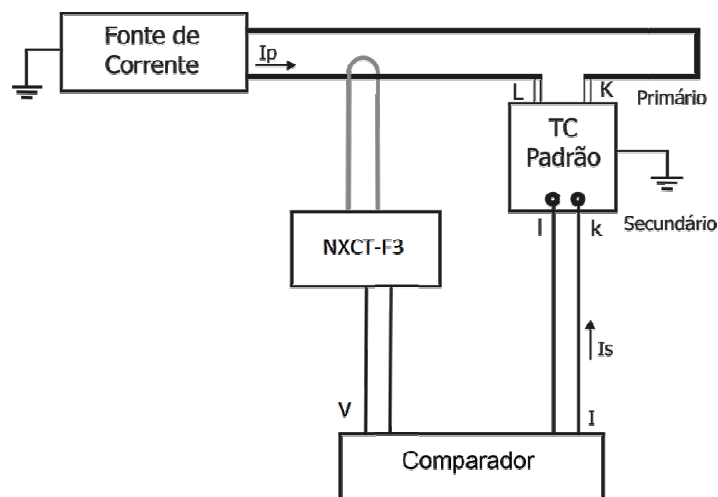 Fonte de
Corrente
Ip
L
K
Primário
TC
Padrão
l
k
Secundário
NXCT-F3
Is
V
I
Comparador